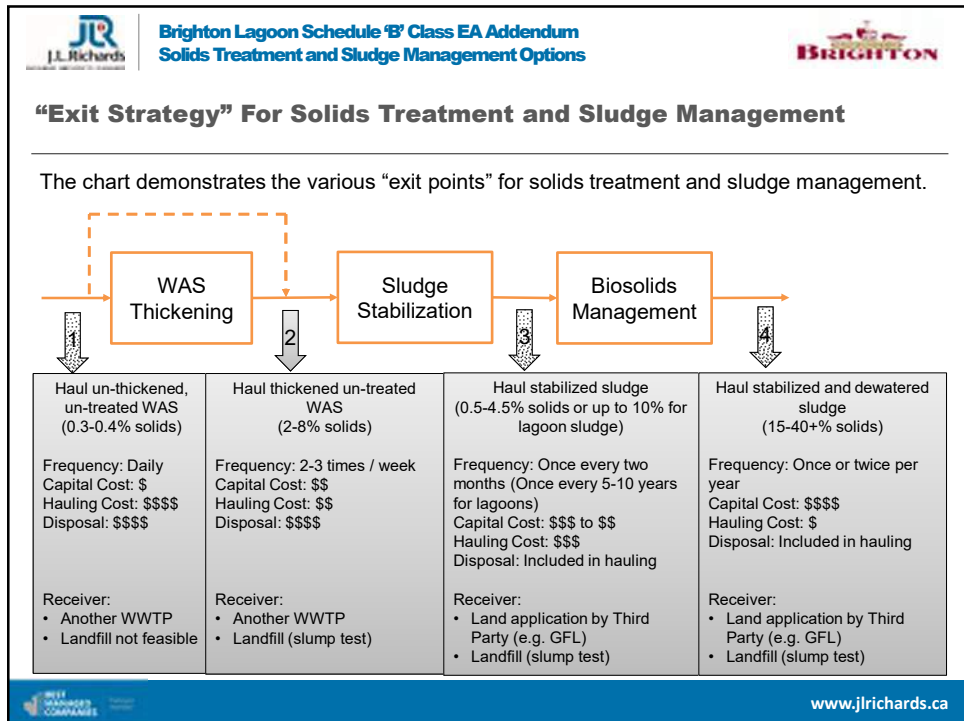 J.L.Richards
Brighton Lagoon Schedule ‘B’ Class EA Addendum
Solids Treatment and Sludge Management Options
BRIGHTON
“Exit Strategy” For Solids Treatment and Sludge Management
The chart demonstrates the various “exit points” for solids treatment and sludge management.
WAS
Thickening
Sludge
Stabilization
Biosolids
Management
1
2
3
4
Haul un-thickened,
un-treated WAS
(0.3-0.4% solids)
Frequency: Daily
Capital Cost: $
Hauling Cost: $$$$
Disposal: $$$$
Receiver:
• Another WWTP
• Landfill not feasible
Haul thickened un-treated
WAS
(2-8% solids)
Frequency: 2-3 times / week
Capital Cost: $$
Hauling Cost: $$
Disposal: $$$$
Receiver:
• Another WWTP
• Landfill (slump test)
Haul stabilized sludge
(0.5-4.5% solids or up to 10% for
lagoon sludge)
Frequency: Once every two
months (Once every 5-10 years
for lagoons)
Capital Cost: $$$ to $$
Hauling Cost: $$$
Disposal: Included in hauling
Receiver:
• Land application by Third
Party (e.g. GFL)
• Landfill (slump test)
Haul stabilized and dewatered
sludge
(15-40+% solids)
Frequency: Once or twice per
year
Capital Cost: $$$$
Hauling Cost: $
Disposal: Included in hauling
Receiver:
• Land application by Third
Party (e.g. GFL)
• Landfill (slump test)
BEST
MANAGED
COMPANIES
www.jlrichards.ca